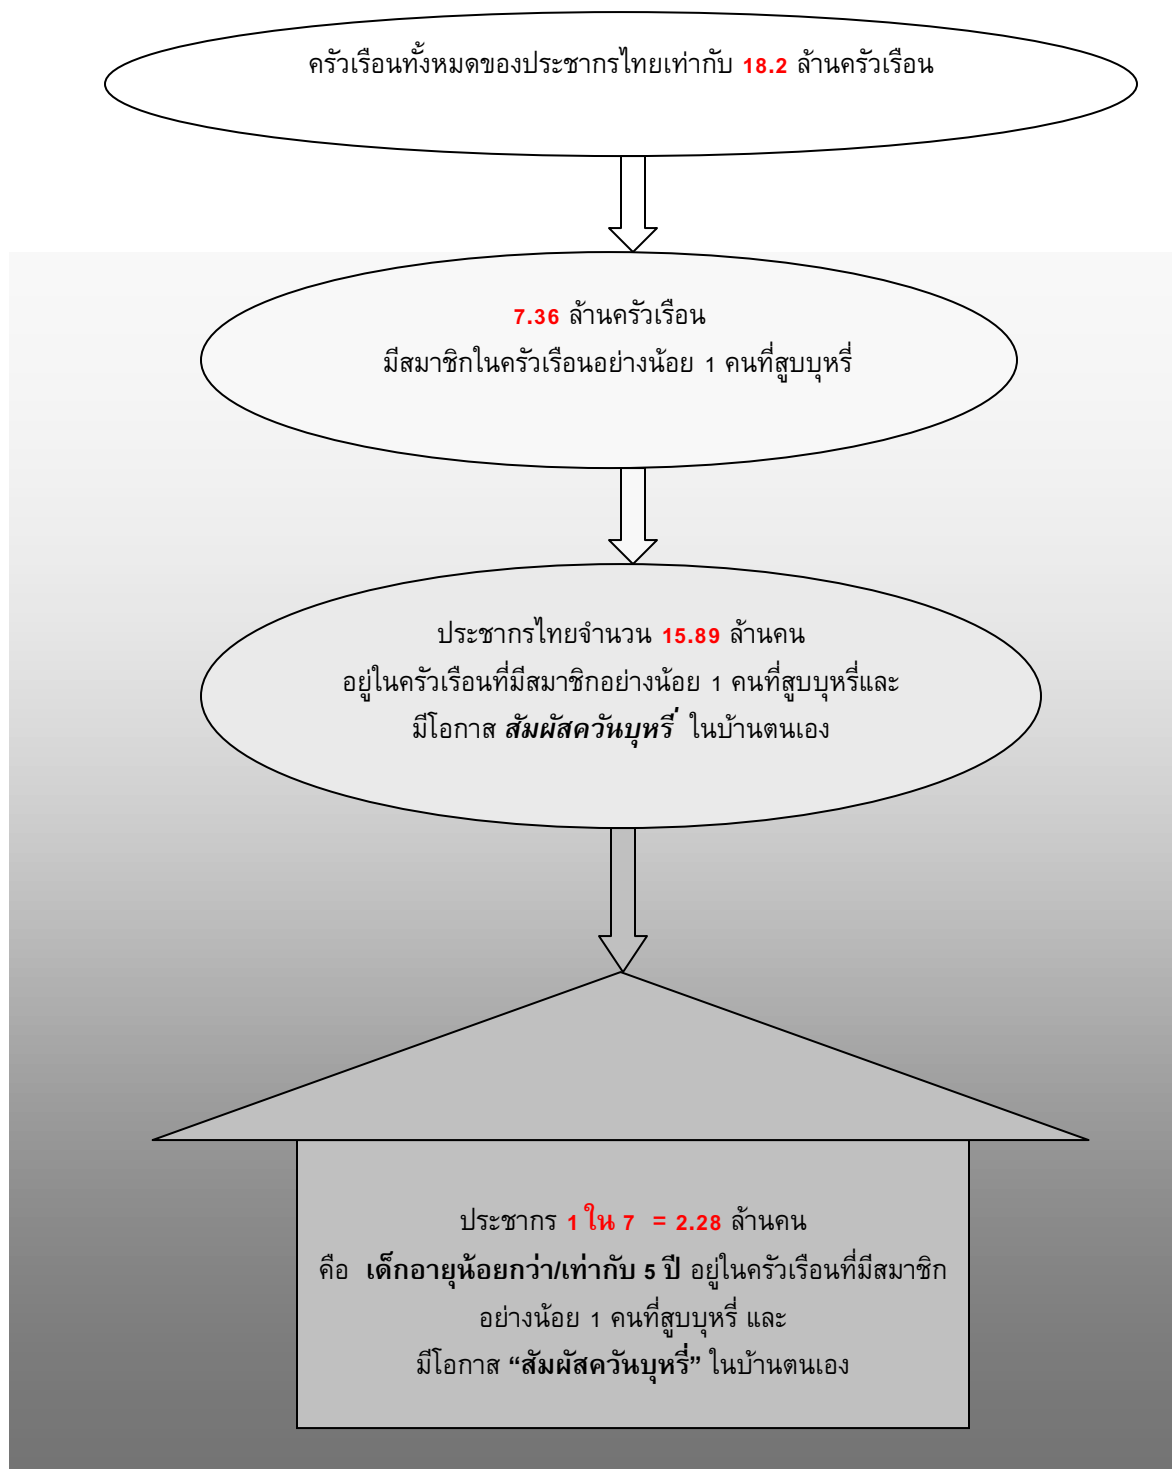 ครัวเรือนทั้งหมดของประชากรไทยเท่ากับ 18.2 ล้านครัวเรือน
7.36 ล้านครัวเรือน
มีสมาชิกในครัวเรือนอย่างน้อย 1 คนที่สูบบุหรี่
ประชากรไทยจำนวน 15.89 ล้านคน
อยู่ในครัวเรือนที่มีสมาชิกอย่างน้อย 1 คนที่สูบบุหรี่และ
มีโอกาส สัมผัสควันบุหรี่ ในบ้านตนเอง
ประชากร 1 ใน 7 = 2.28 ล้านคน
คือ เด็กอายุน้อยกว่า/เท่ากับ 5 ปี อยู่ในครัวเรือนที่มีสมาชิก
อย่างน้อย 1 คนที่สูบบุหรี่ และ
มีโอกาส “สัมผัสควันบุหรี่” ในบ้านตนเอง